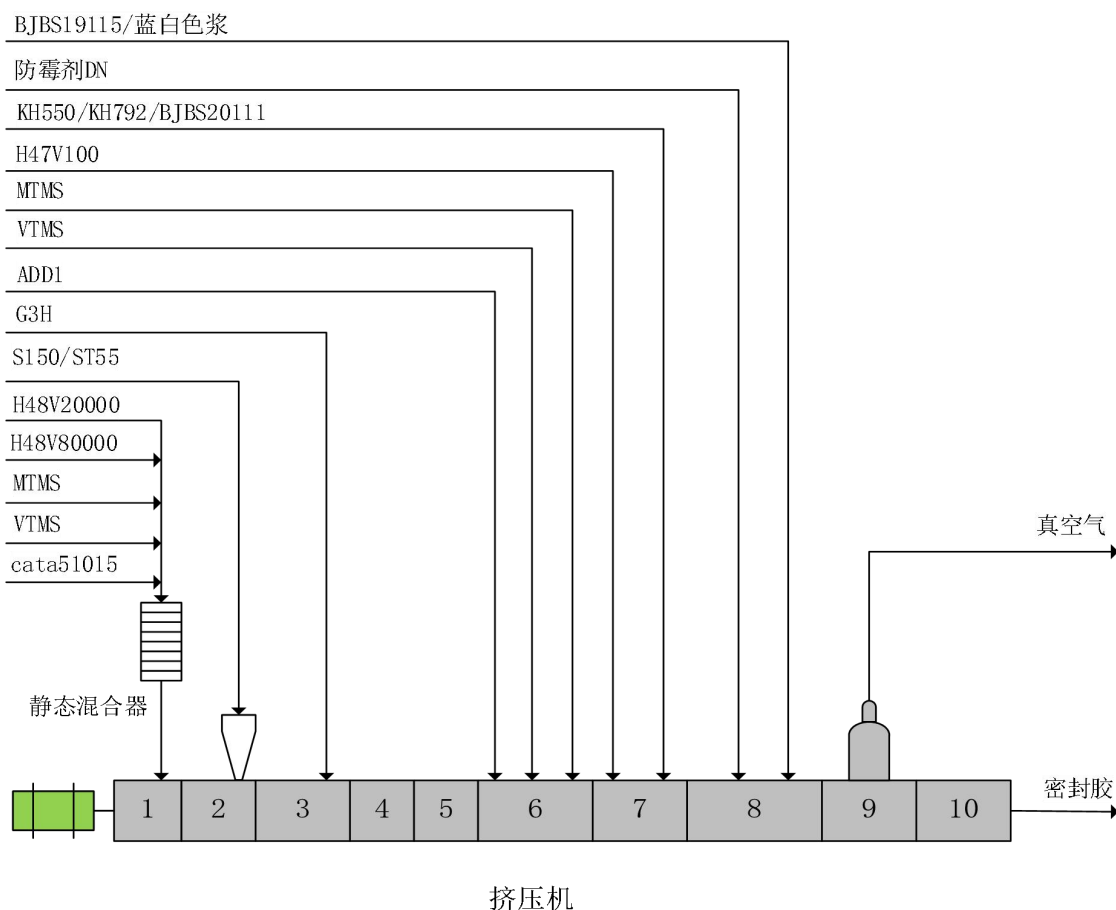 BJBS19115/蓝白色浆
防霉剂DN
KH550/KH792/BJBS20111
H47V100
MTMS
VTMS
ADD1
G3H
S150/ST55
H48V20000
H48V80000
MTMS
VTMS
cata51015
真空气
静态混合器
密封胶
1 2 3 4 5 6 7 8 9 10
挤压机